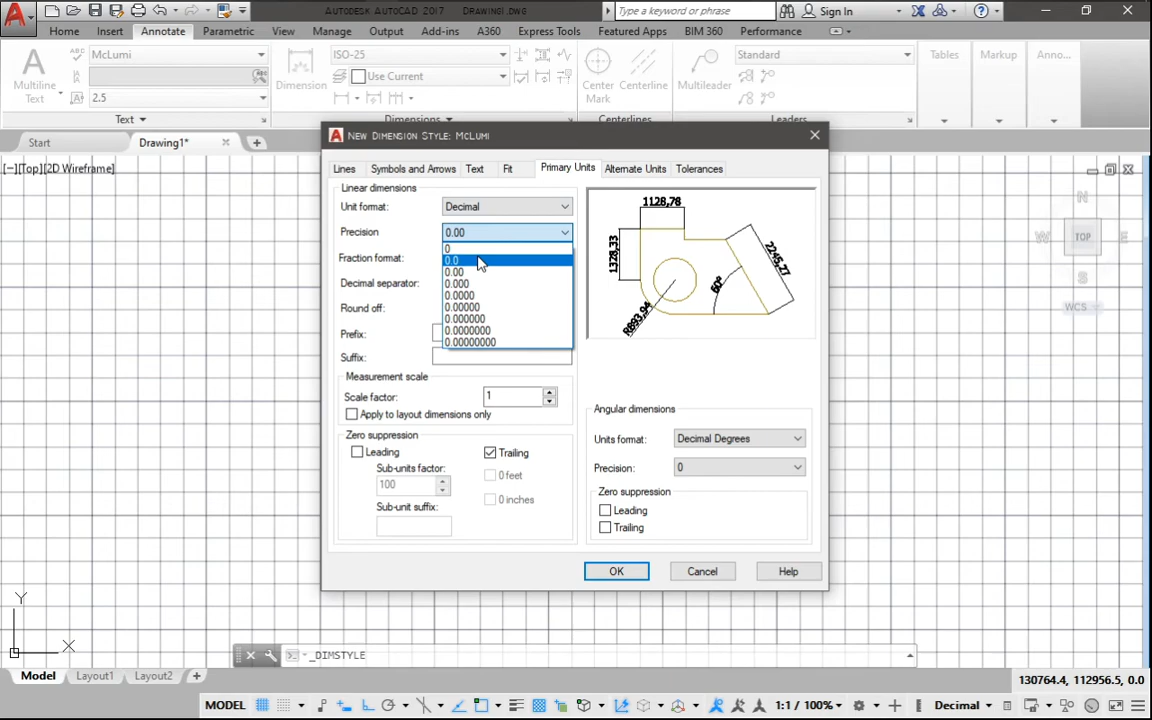 AUTODESK AUTOCAD 2017 DRAWING1.DWG
Type a keyword or phrase
Sign In
Home Insert Annotate Parametric View Manage Output Add-ins A360 Express Tools Featured Apps BIM 360 Performance
A
Multiline
Text
ABC
McLumi
2.5
Dimension
ISO-25
Use Current
Center
Mark
Centerline
Multileader
Standard
Tables
Markup
Anno...
Text
Dimensions
Centerlines
Leaders
Start
Drawing1*
[−][Top][2D Wireframe]
NEW DIMENSION STYLE: MCLUMI
Lines Symbols and Arrows Text Fit Primary Units Alternate Units Tolerances
Linear dimensions
Unit format: Decimal
Precision 0.00
0
0.0
0.00
0.000
0.0000
0.00000
0.000000
0.0000000
0.00000000
Fraction format:
Decimal separator:
Round off:
Prefix:
Suffix:
Measurement scale
Scale factor: 1
Apply to layout dimensions only
Zero suppression
Leading
Trailing
Sub-units factor:
100
0 feet
Sub-unit suffix:
0 inches
1128,78
1328,33
2245,27
60°
R893,94
Angular dimensions
Units format: Decimal Degrees
Precision: 0
Zero suppression
Leading
Trailing
OK Cancel Help
N
W TOP E
S
WCS
Y
X
_DIMSTYLE
Model Layout1 Layout2
130764.4, 112956.5, 0.0
MODEL
1:1 / 100%
Decimal